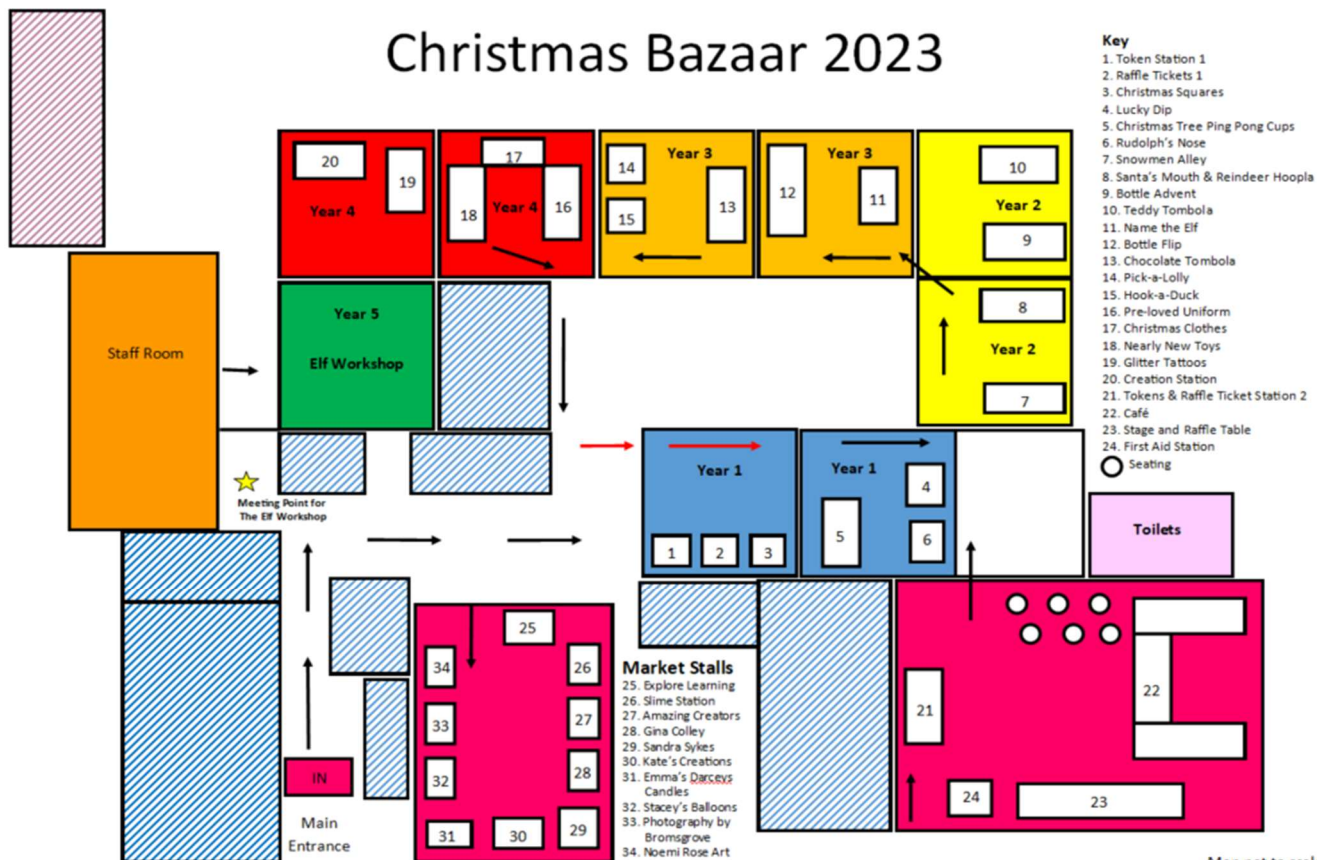 Christmas Bazaar 2023
Key
1. Token Station 1
2. Raffle Tickets 1
3. Christmas Squares
4. Lucky Dip
5. Christmas Tree Ping Pong Cups
6. Rudolph's Nose
7. Snowmen Alley
8. Santa's Mouth & Reindeer Hoopla
9. Bottle Advent
10. Teddy Tombola
11. Name the Elf
12. Bottle Flip
13. Chocolate Tombola
14. Pick-a-Lolly
15. Hook-a-Duck
16. Pre-loved Uniform
17. Christmas Clothes
18. Nearly New Toys
19. Glitter Tattoos
20. Creation Station
21. Tokens & Raffle Ticket Station 2
22. Café
23. Stage and Raffle Table
24. First Aid Station
Seating
20
19
Year 4
17
18
Year 4
16
14
Year 3
15
13
12
Year 3
11
10
Year 2
9
8
Year 2
7
Staff Room
Year 5
Elf Workshop
Meeting Point for
The Elf Workshop
Year 1
1
2
3
Year 1
4
5
6
Toilets
IN
Main
Entrance
25
34
26
33
27
32
28
31
30
29
Market Stalls
25. Explore Learning
26. Slime Station
27. Amazing Creators
28. Gina Colley
29. Sandra Sykes
30. Kate's Creations
31. Emma's Darceys
Candles
32. Stacey's Balloons
33. Photography by
Bromsgrove
34. Noemi Rose Art
21
22
24
23